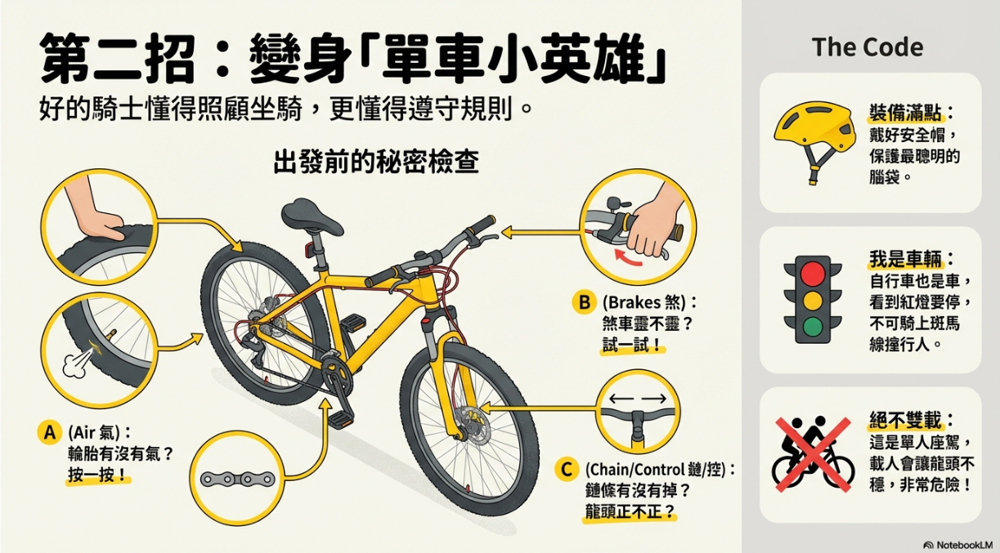 第二招：變身「單車小英雄」
好的騎士懂得照顧坐騎，更懂得遵守規則。
出發前的秘密檢查
A (Air 氣)：
輪胎有沒有氣？
按一按！
B (Brakes 煞)：
煞車靈不靈？
試一試！
C (Chain/Control 鏈/控)：
鏈條有沒有掉？
龍頭正不正？
The Code
裝備滿點：
戴好安全帽，
保護最聰明的
腦袋。
我是車輛：
自行車也是車，
看到紅燈要停，
不可騎上斑馬
線撞行人。
絕不雙載：
這是單人座駕，
載人會讓龍頭不
穩，非常危險！
NotebookLM